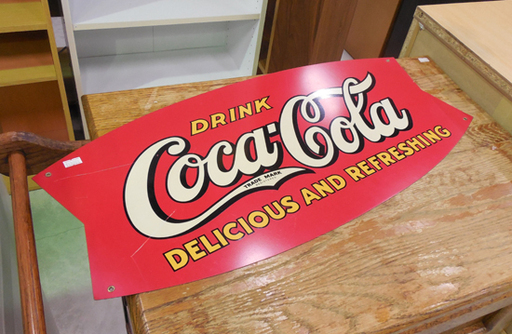 DRINK
Coca-Cola
TRADE MARK
DELICIOUS AND REFRESHING